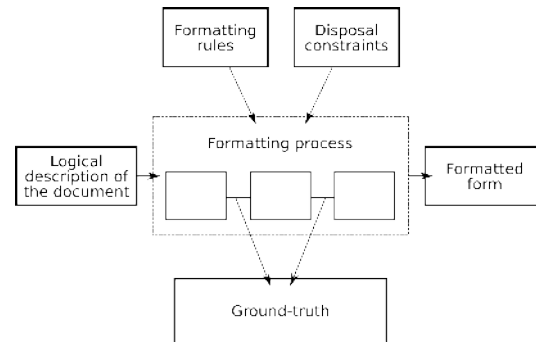 Formatting
rules
Disposal
constraints
Formatting process
Logical
description of
the document
Formatted
form
Ground-truth